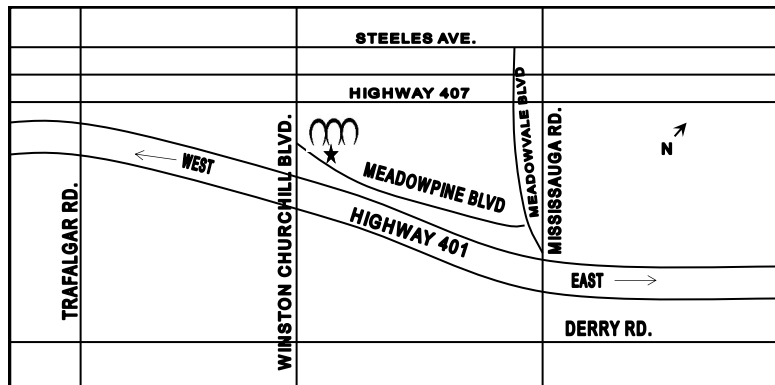 STEELES AVE.
HIGHWAY 407
MEADOWVALE BLVD
MISSISSAUGA RD.
N
WINSTON CHURCHILL BLVD.
WEST
MEADOWPINE BLVD
HIGHWAY 401
TRAFALGAR RD.
EAST
DERRY RD.